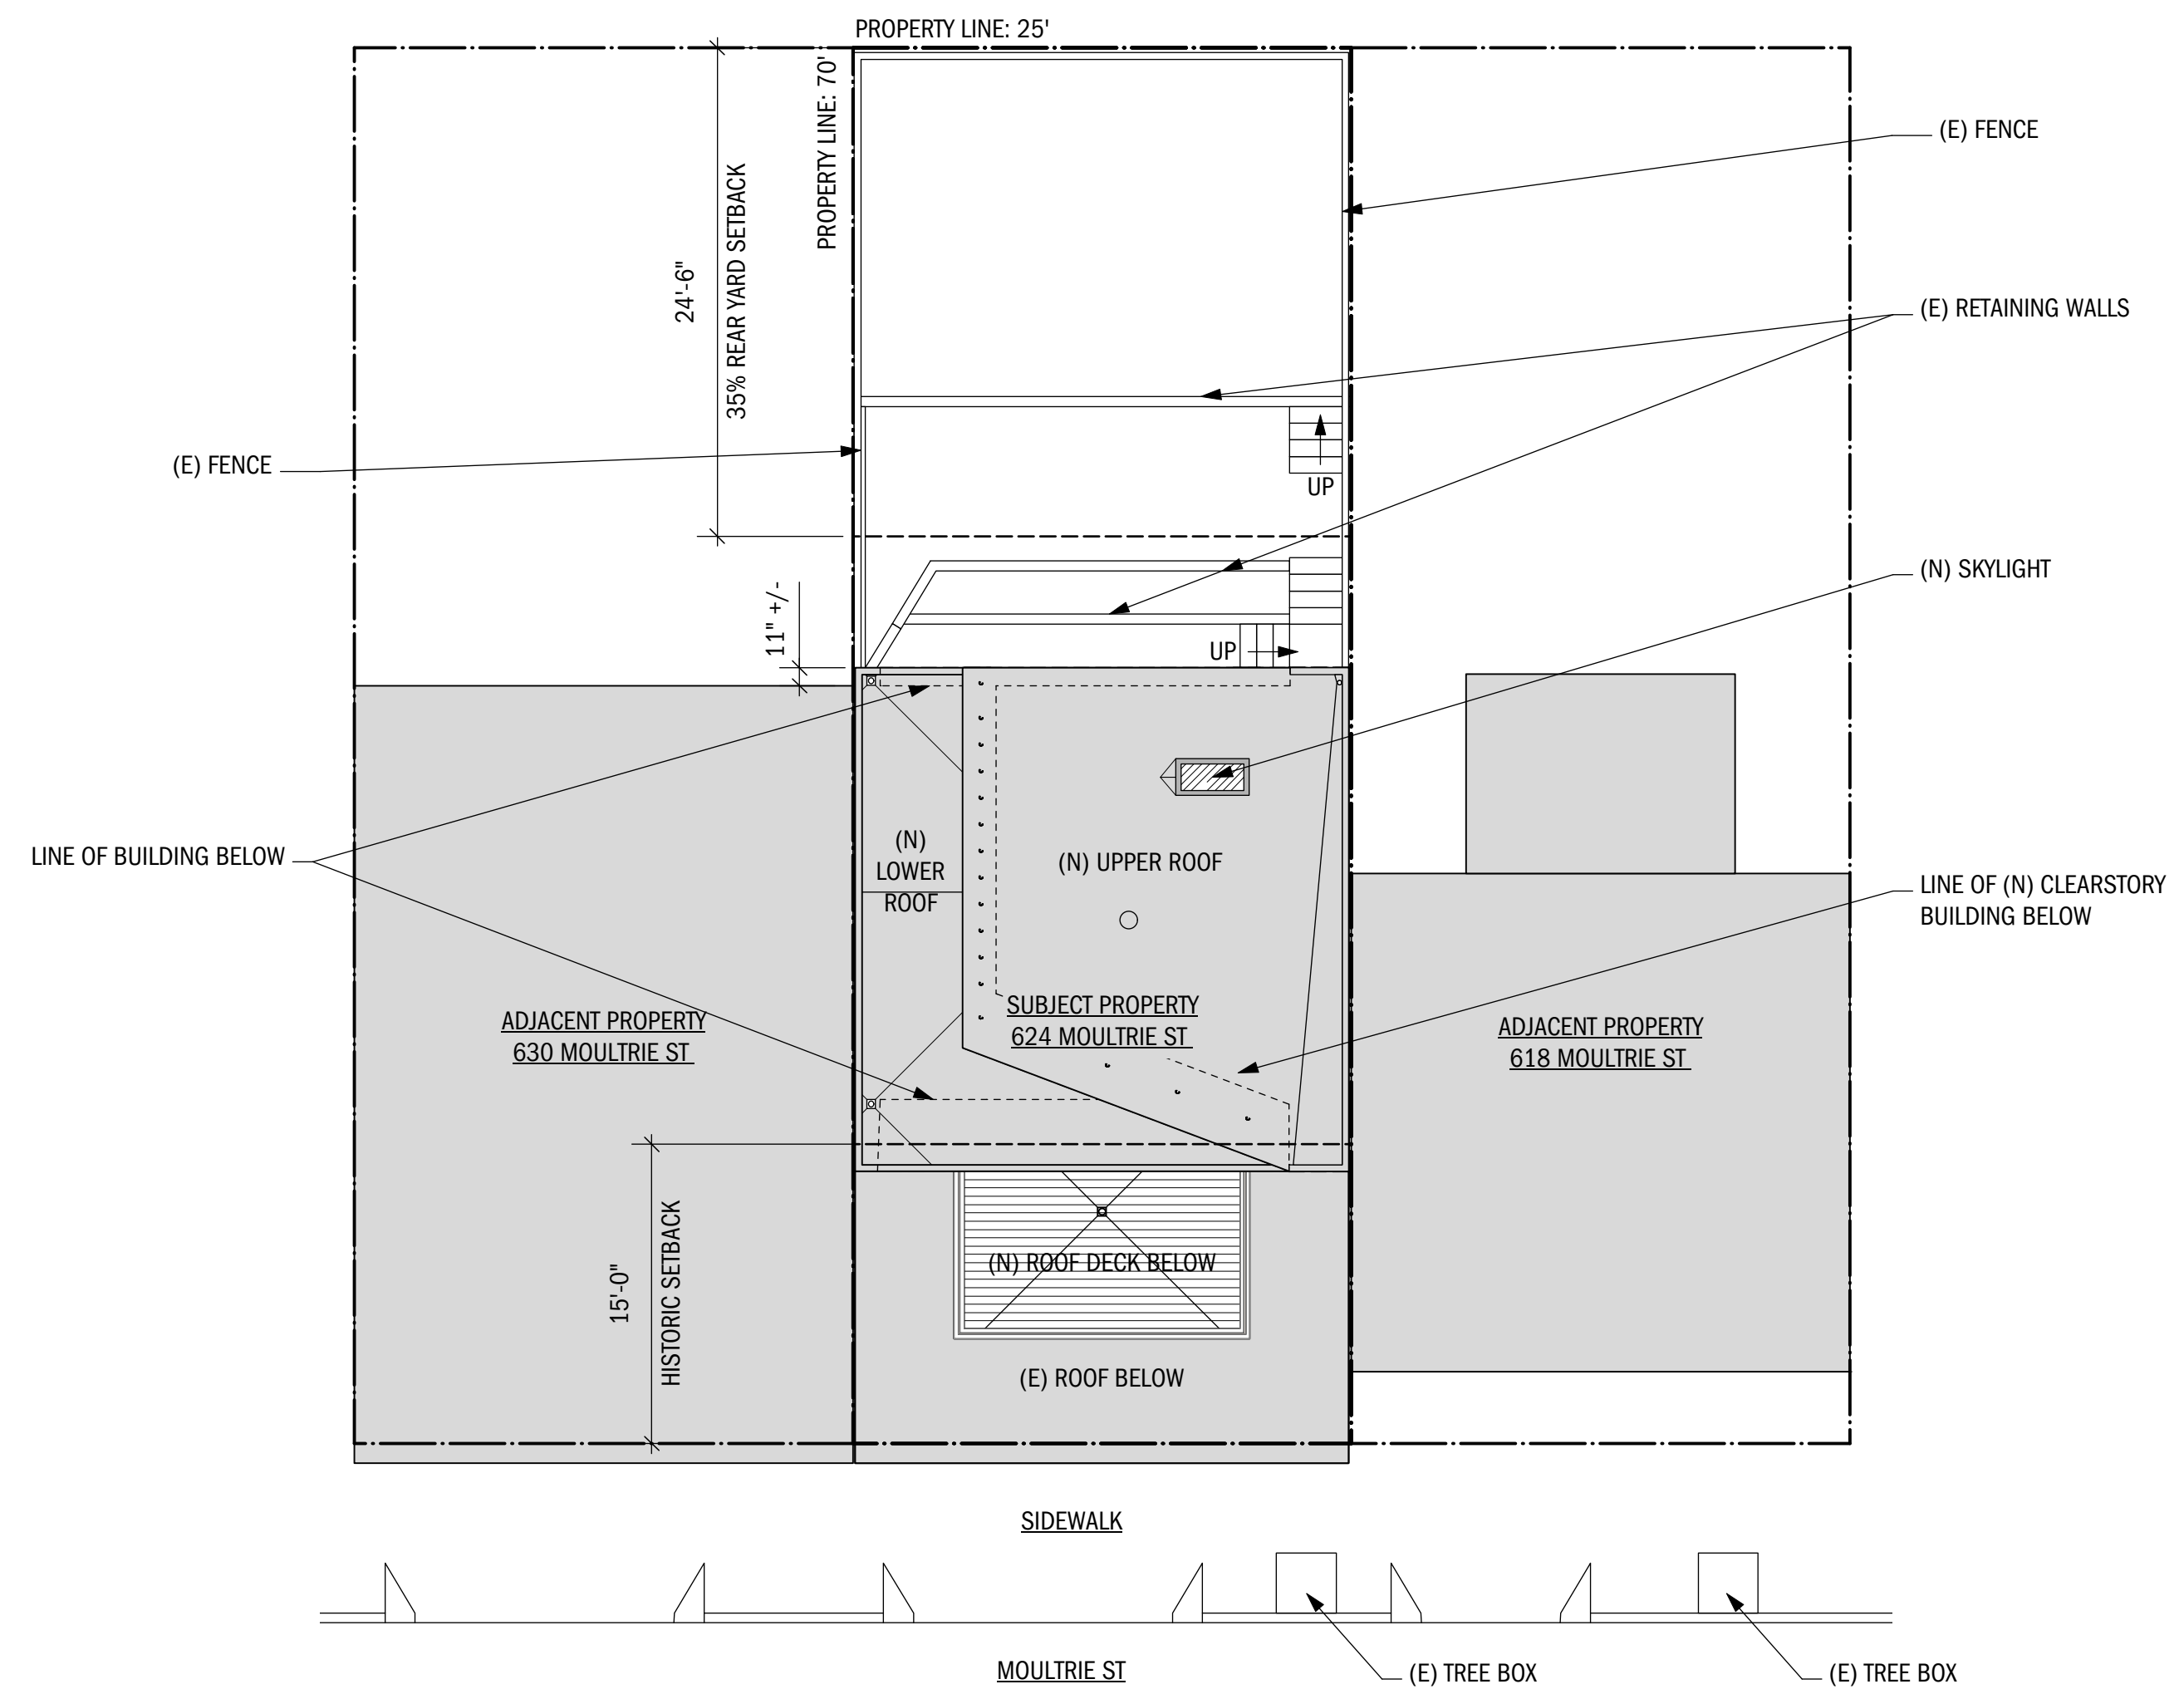 PROPERTY LINE: 25'
PROPERTY LINE: 70'
(E) FENCE
35% REAR YARD SETBACK
24'-6"
(E) RETAINING WALLS
(E) FENCE
UP
(N) SKYLIGHT
11" +/-
UP
LINE OF BUILDING BELOW
(N)
LOWER
ROOF
(N) UPPER ROOF
LINE OF (N) CLEARSTORY
BUILDING BELOW
ADJACENT PROPERTY
630 MOULTRIE ST
SUBJECT PROPERTY
624 MOULTRIE ST
ADJACENT PROPERTY
618 MOULTRIE ST
15'-0"
HISTORIC SETBACK
(N) ROOF DECK BELOW
(E) ROOF BELOW
SIDEWALK
MOULTRIE ST
(E) TREE BOX
(E) TREE BOX